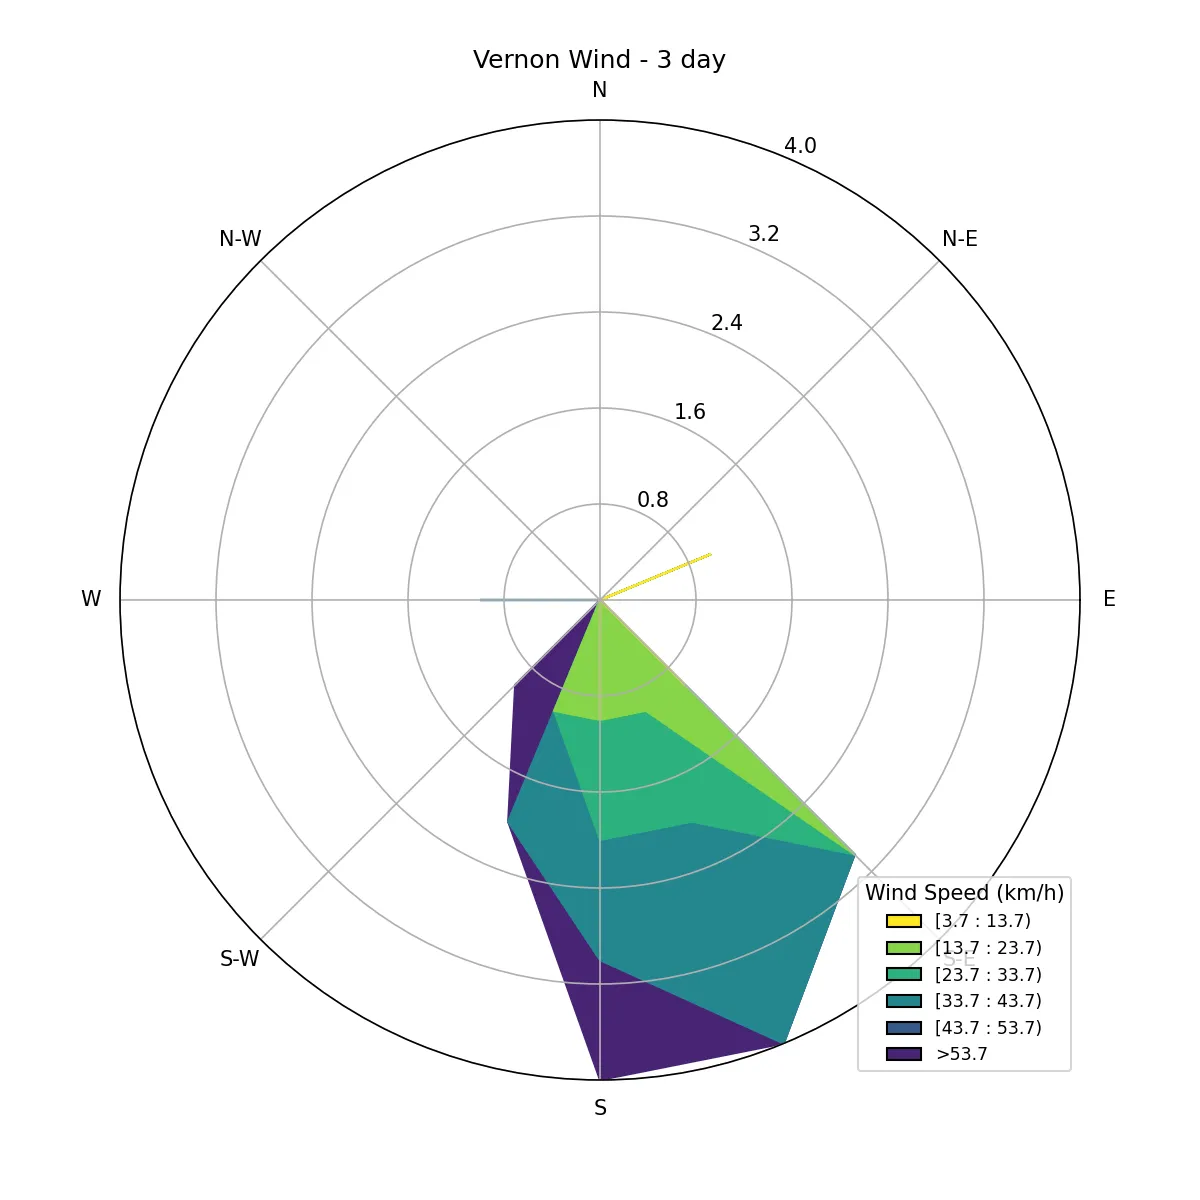 Vernon Wind - 3 day
N
4.0
N-W
3.2
N-E
2.4
1.6
0.8
W
E
Wind Speed (km/h)
[3.7 : 13.7)
[13.7 : 23.7)
S-W
S-E
[23.7 : 33.7)
[33.7 : 43.7)
[43.7 : 53.7)
>53.7
S